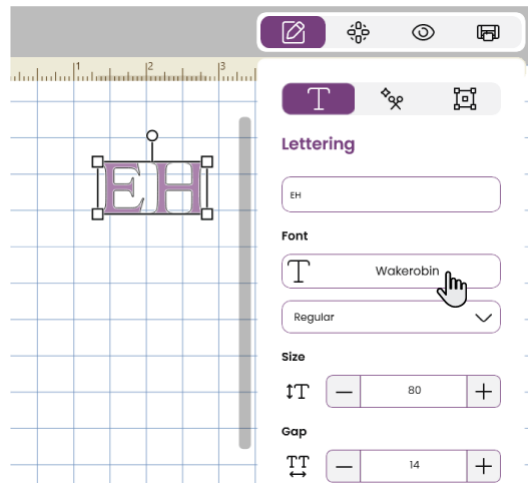 1 2 3
EH
Lettering
EH
Font
Wakerobin
Regular
Size
80
Gap
14